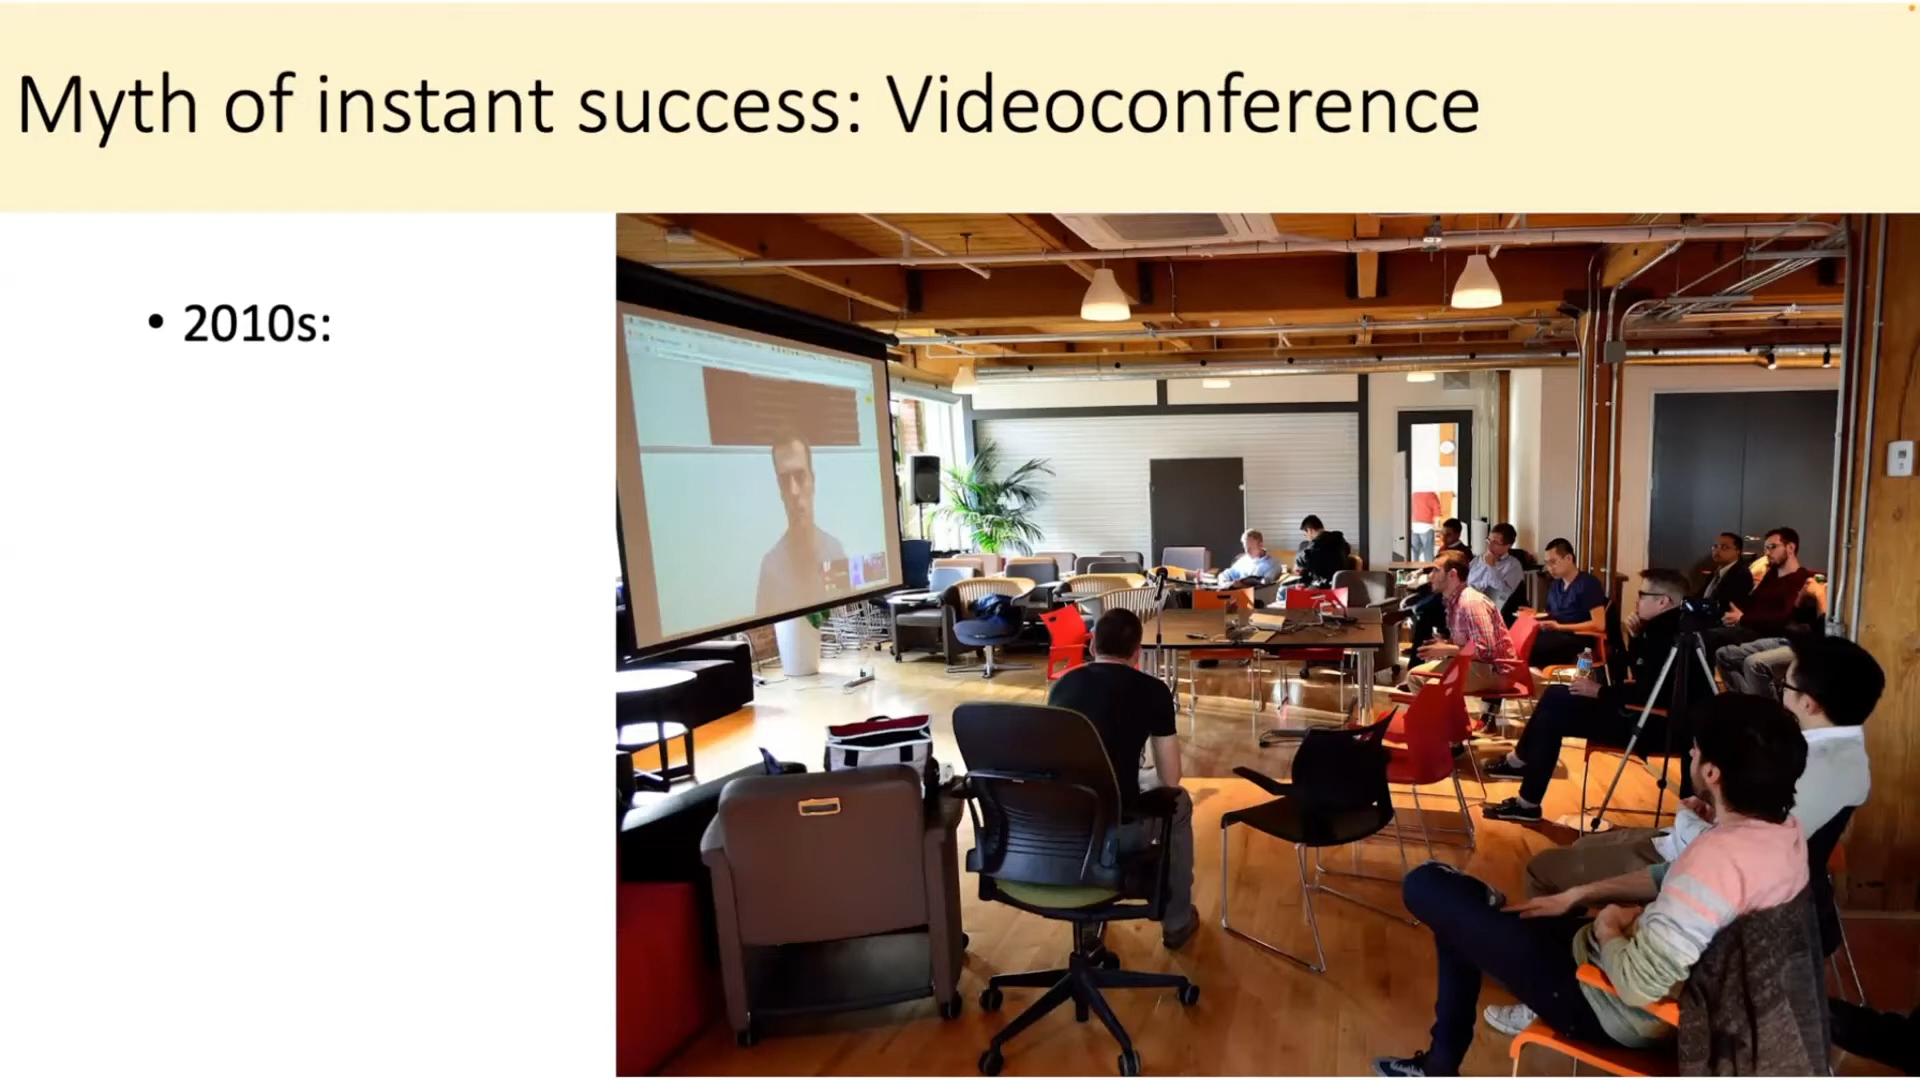 Myth of instant success: Videoconference
• 2010s: